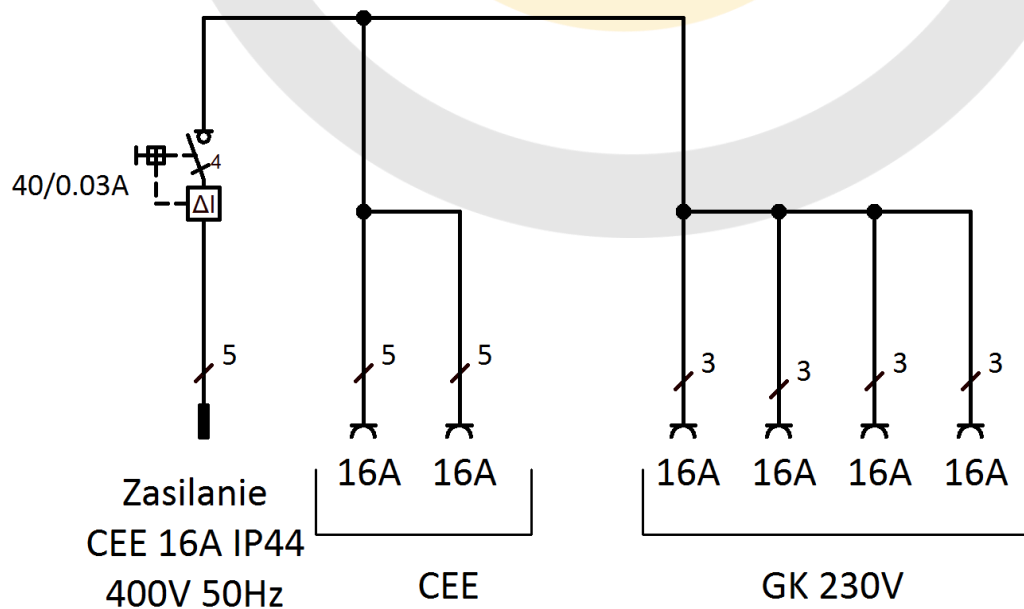 4
40/0.03A
ΔI
5
5
5
3
3
3
3
16A
16A
16A
16A
16A
16A
Zasilanie
CEE 16A IP44
400V 50Hz
CEE
GK 230V